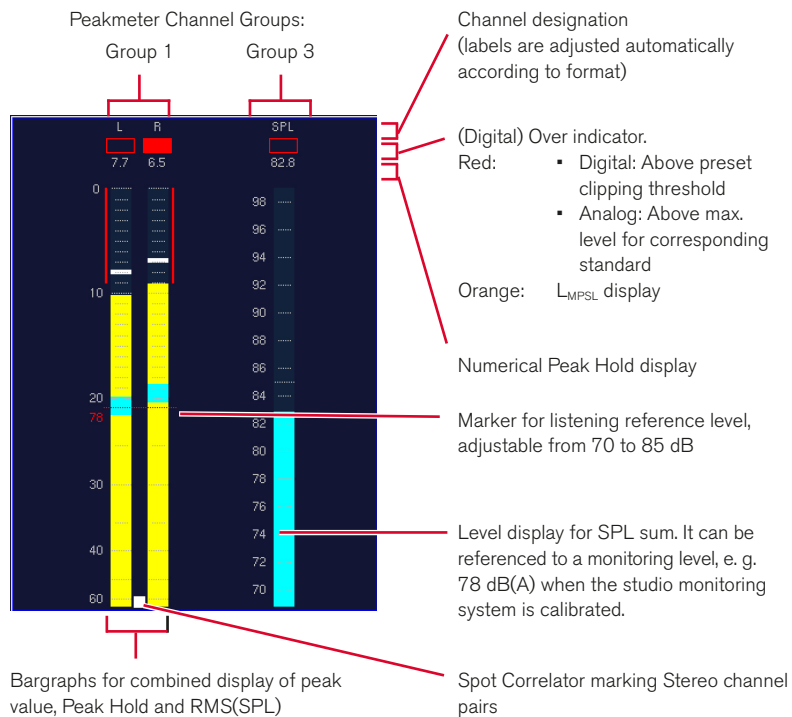 Peakmeter Channel Groups:
Group 1 Group 3
Channel designation
(labels are adjusted automatically
according to format)
L R SPL
7.7 6.5 82.8
(Digital) Over indicator.
Red: ▪ Digital: Above preset
clipping threshold
▪ Analog: Above max.
level for corresponding
standard
Orange: LMPSL display
Numerical Peak Hold display
Marker for listening reference level,
adjustable from 70 to 85 dB
Level display for SPL sum. It can be
referenced to a monitoring level, e. g.
78 dB(A) when the studio monitoring
system is calibrated.
0
10
20
78
30
40
60
98
96
94
92
90
88
86
84
82
80
78
76
74
72
70
Bargraphs for combined display of peak
value, Peak Hold and RMS(SPL)
Spot Correlator marking Stereo channel
pairs